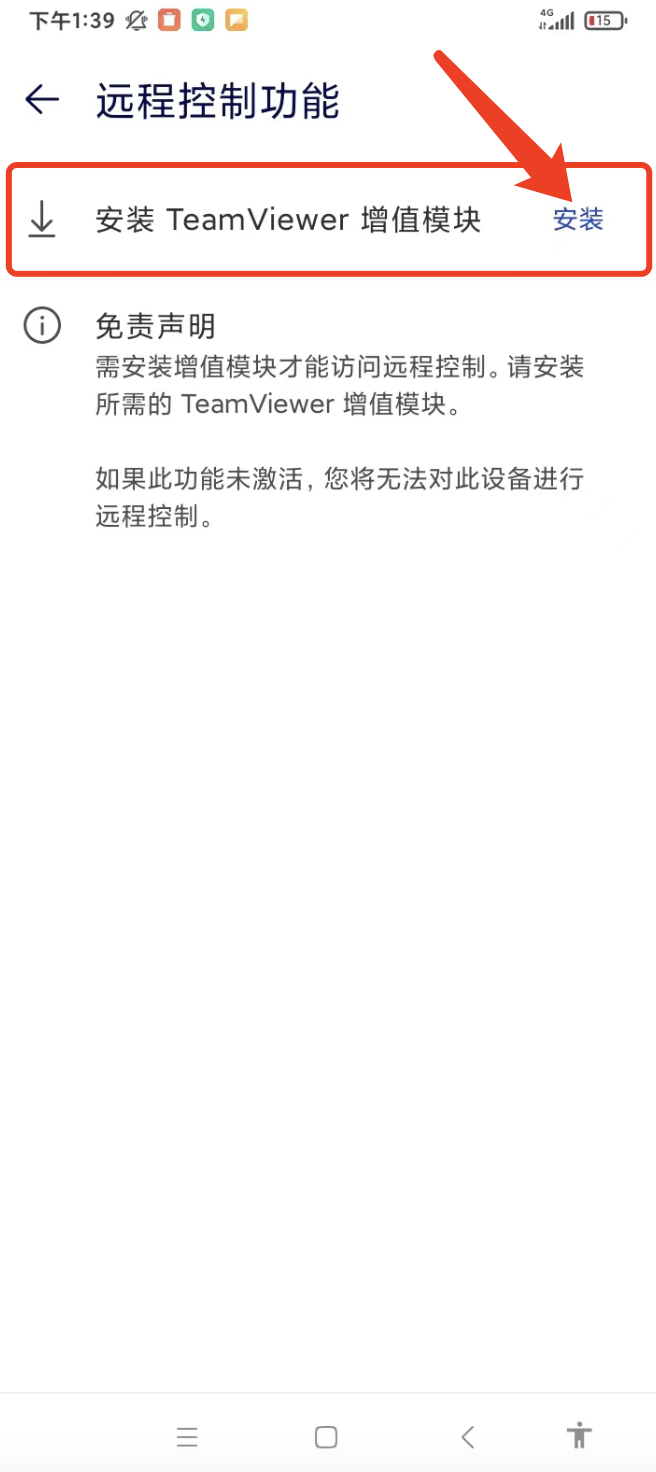 下午1:39
4G
15
远程控制功能
安装 TeamViewer 增值模块
安装
免责声明
需安装增值模块才能访问远程控制。请安装
所需的 TeamViewer 增值模块。
如果此功能未激活, 您将无法对此设备进行
远程控制。